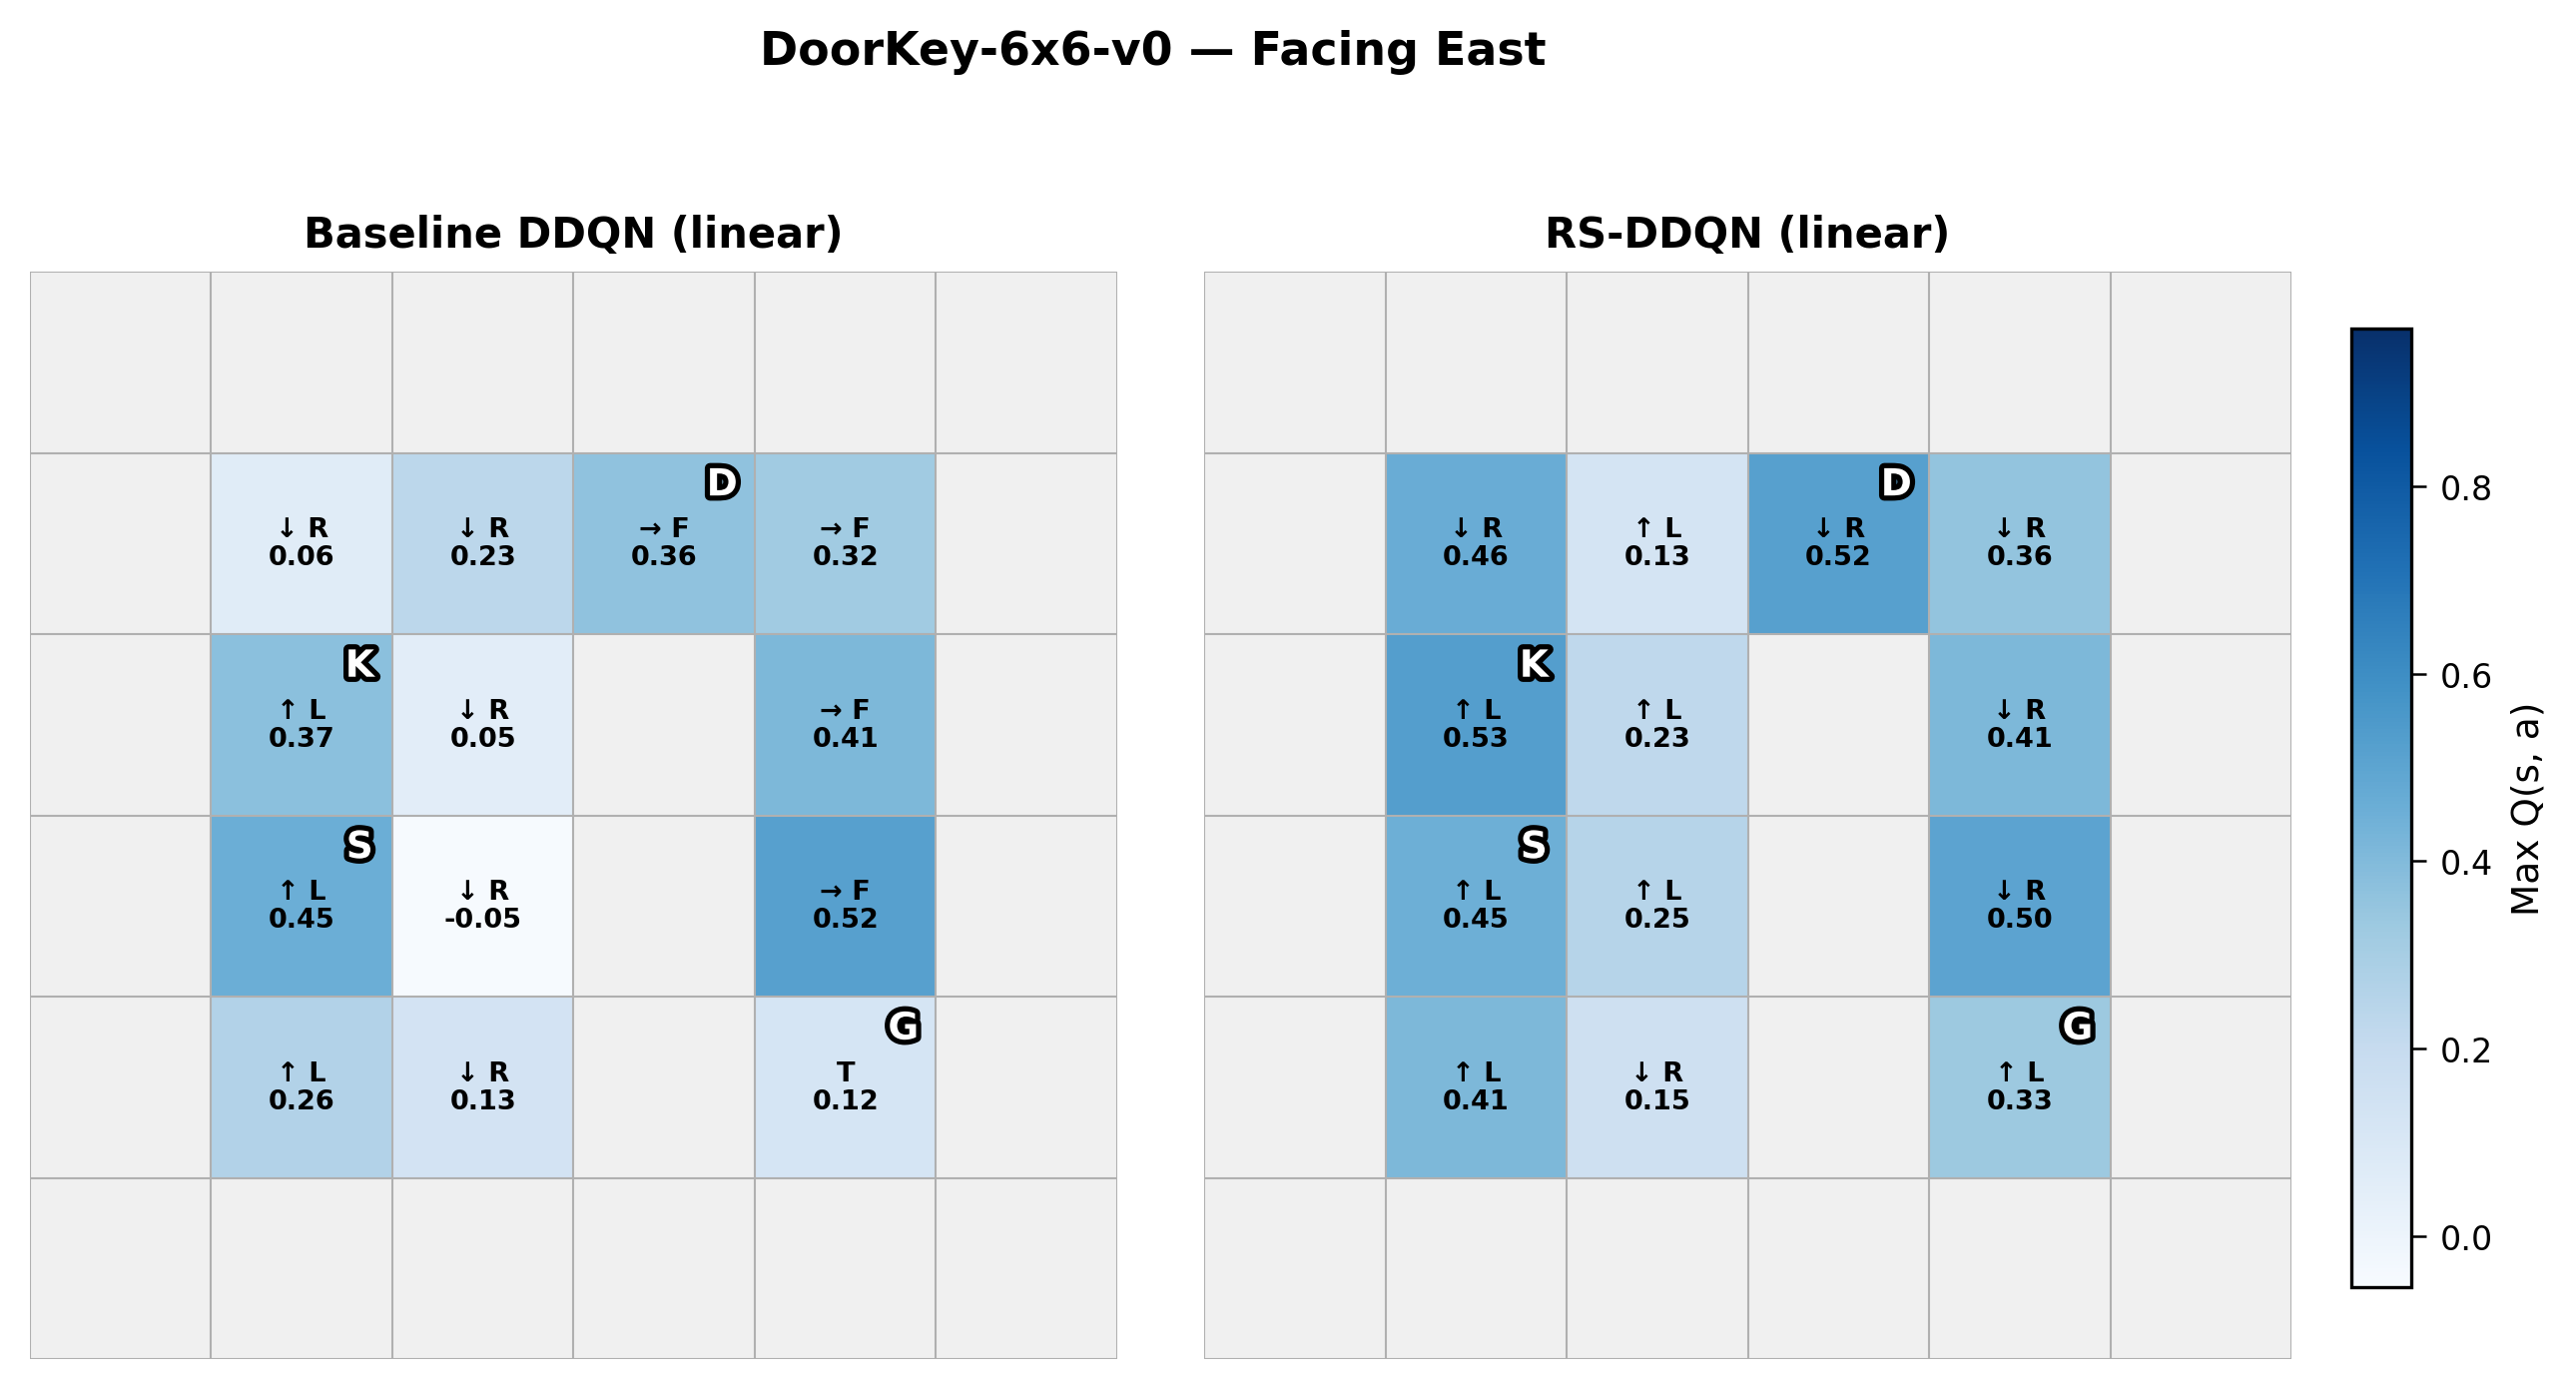 DoorKey-6x6-v0 — Facing East
Baseline DDQN (linear)
D
↓ R
0.06
↓ R
0.23
→ F
0.36
→ F
0.32
K
↑ L
0.37
↓ R
0.05
→ F
0.41
S
↑ L
0.45
↓ R
-0.05
→ F
0.52
G
↑ L
0.26
↓ R
0.13
T
0.12
RS-DDQN (linear)
D
↓ R
0.46
↑ L
0.13
↓ R
0.52
↓ R
0.36
K
↑ L
0.53
↑ L
0.23
↓ R
0.41
S
↑ L
0.45
↑ L
0.25
↓ R
0.50
G
↑ L
0.41
↓ R
0.15
↑ L
0.33
0.8
0.6
0.4
0.2
0.0
Max Q(s, a)